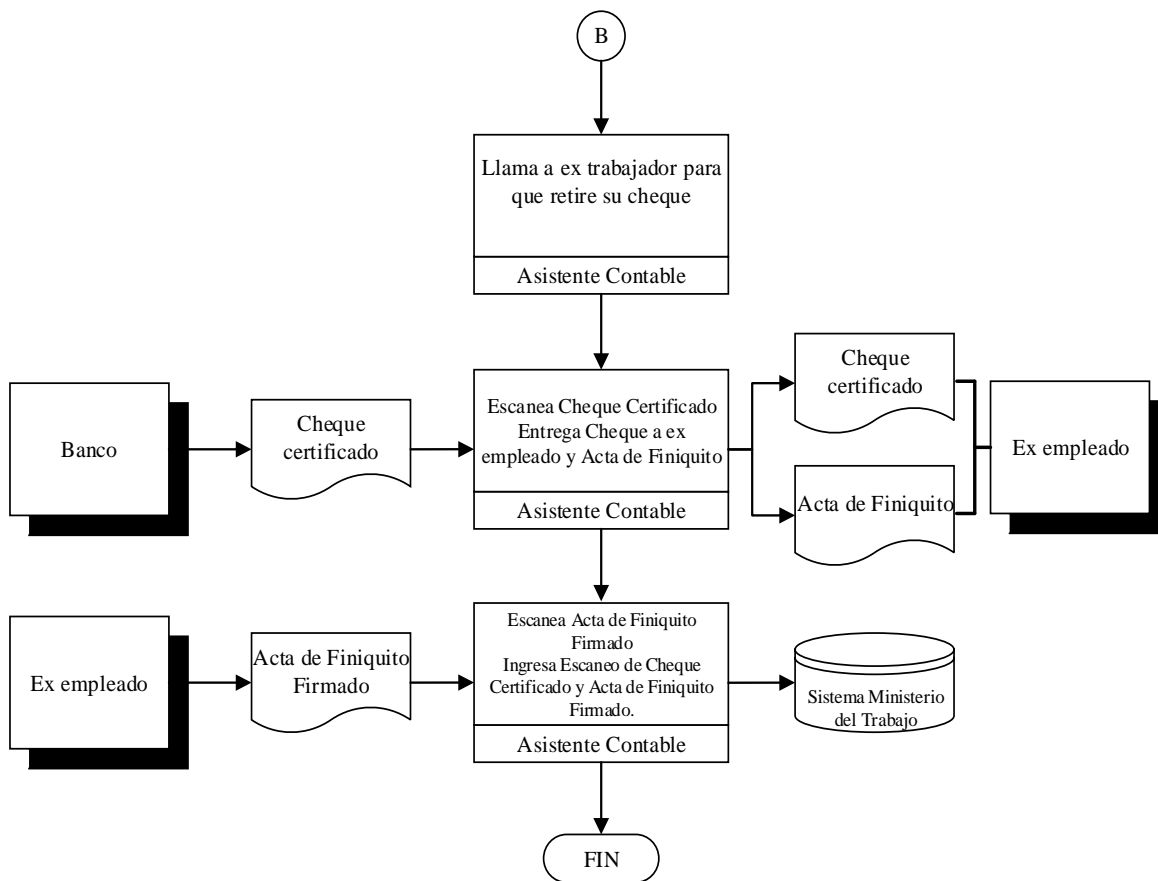 B
Llama a ex trabajador para
que retire su cheque
Asistente Contable
Banco
Cheque
certificado
Escanea Cheque Certificado
Entrega Cheque a ex
empleado y Acta de Finiquito
Asistente Contable
Cheque
certificado
Acta de Finiquito
Ex empleado
Ex empleado
Acta de Finiquito
Firmado
Escanea Acta de Finiquito
Firmado
Ingresa Escaneo de Cheque
Certificado y Acta de Finiquito
Firmado.
Asistente Contable
Sistema Ministerio
del Trabajo
FIN